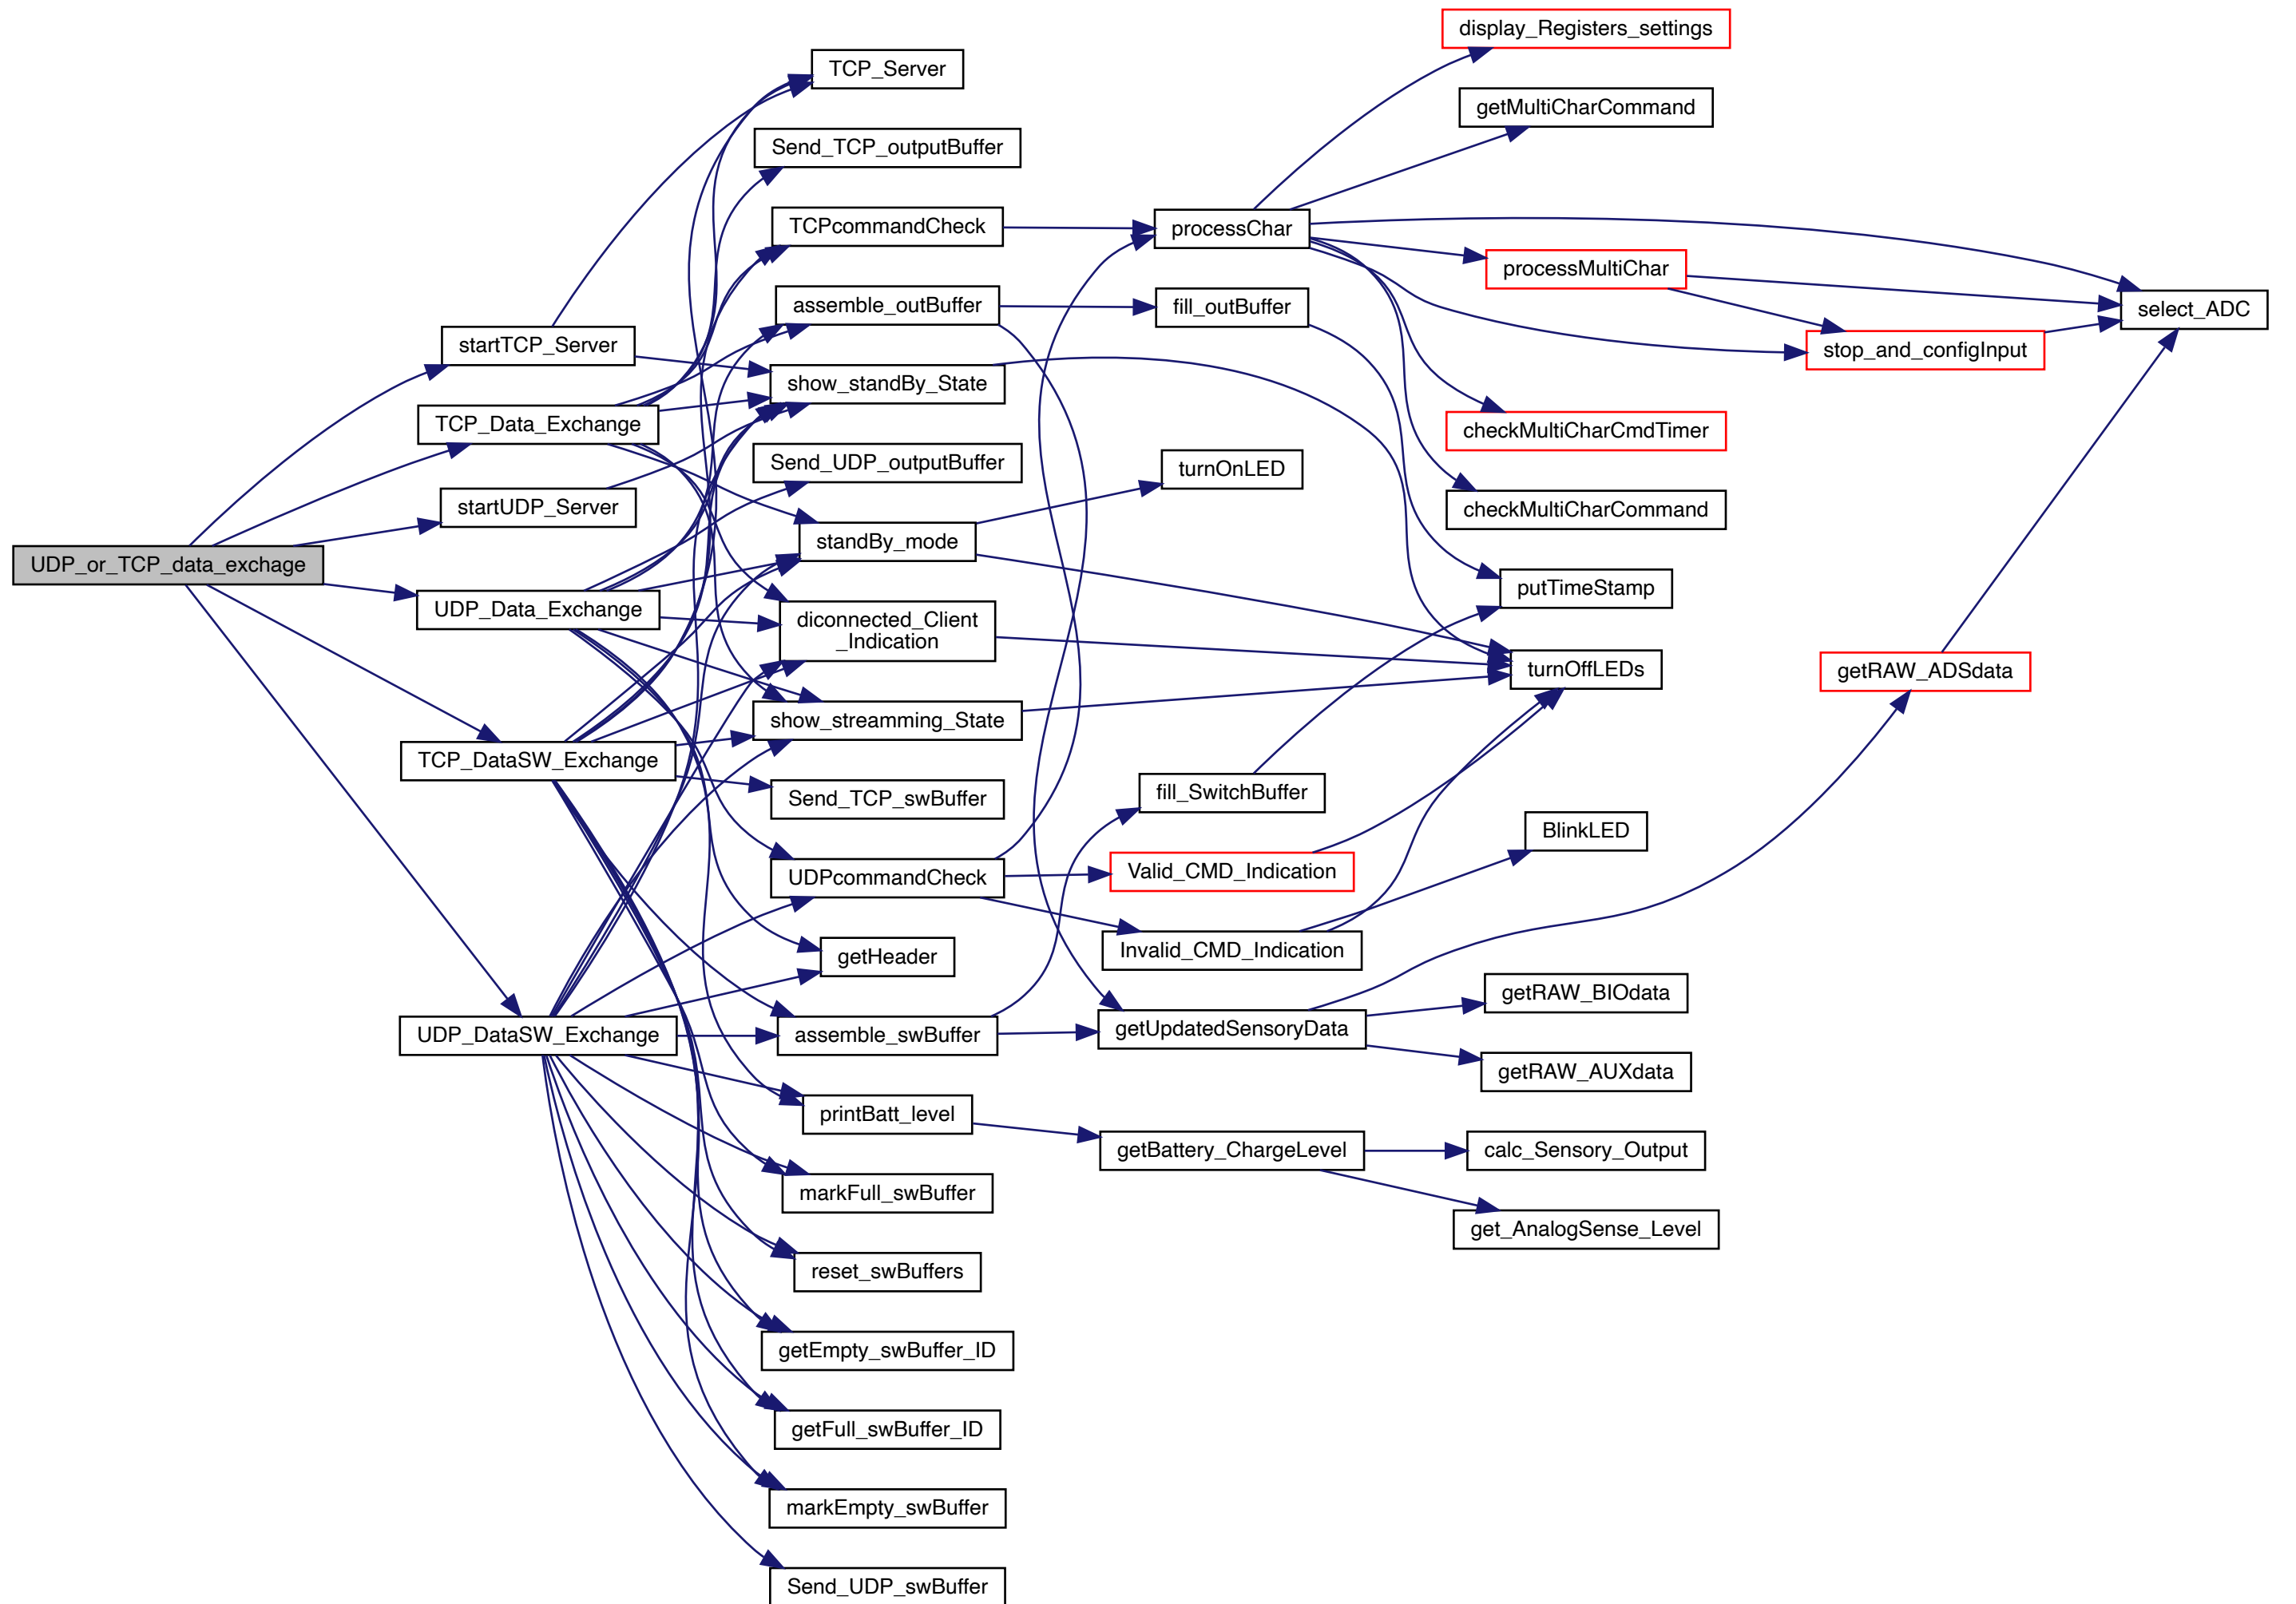 UDP_or_TCP_data_exchage
startTCP_Server
TCP_Data_Exchange
startUDP_Server
UDP_Data_Exchange
TCP_DataSW_Exchange
UDP_DataSW_Exchange
TCP_Server
Send_TCP_outputBuffer
TCPcommandCheck
assemble_outBuffer
show_standBy_State
Send_UDP_outputBuffer
standBy_mode
diconnected_Client
_Indication
show_streamming_State
Send_TCP_swBuffer
UDPcommandCheck
getHeader
assemble_swBuffer
printBatt_level
markFull_swBuffer
reset_swBuffers
getEmpty_swBuffer_ID
getFull_swBuffer_ID
markEmpty_swBuffer
Send_UDP_swBuffer
processChar
fill_outBuffer
turnOnLED
fill_SwitchBuffer
Valid_CMD_Indication
Invalid_CMD_Indication
getUpdatedSensoryData
getBattery_ChargeLevel
display_Registers_settings
getMultiCharCommand
processMultiChar
checkMultiCharCmdTimer
checkMultiCharCommand
putTimeStamp
turnOffLEDs
BlinkLED
getRAW_BIOdata
getRAW_AUXdata
calc_Sensory_Output
get_AnalogSense_Level
stop_and_configInput
getRAW_ADSdata
select_ADC